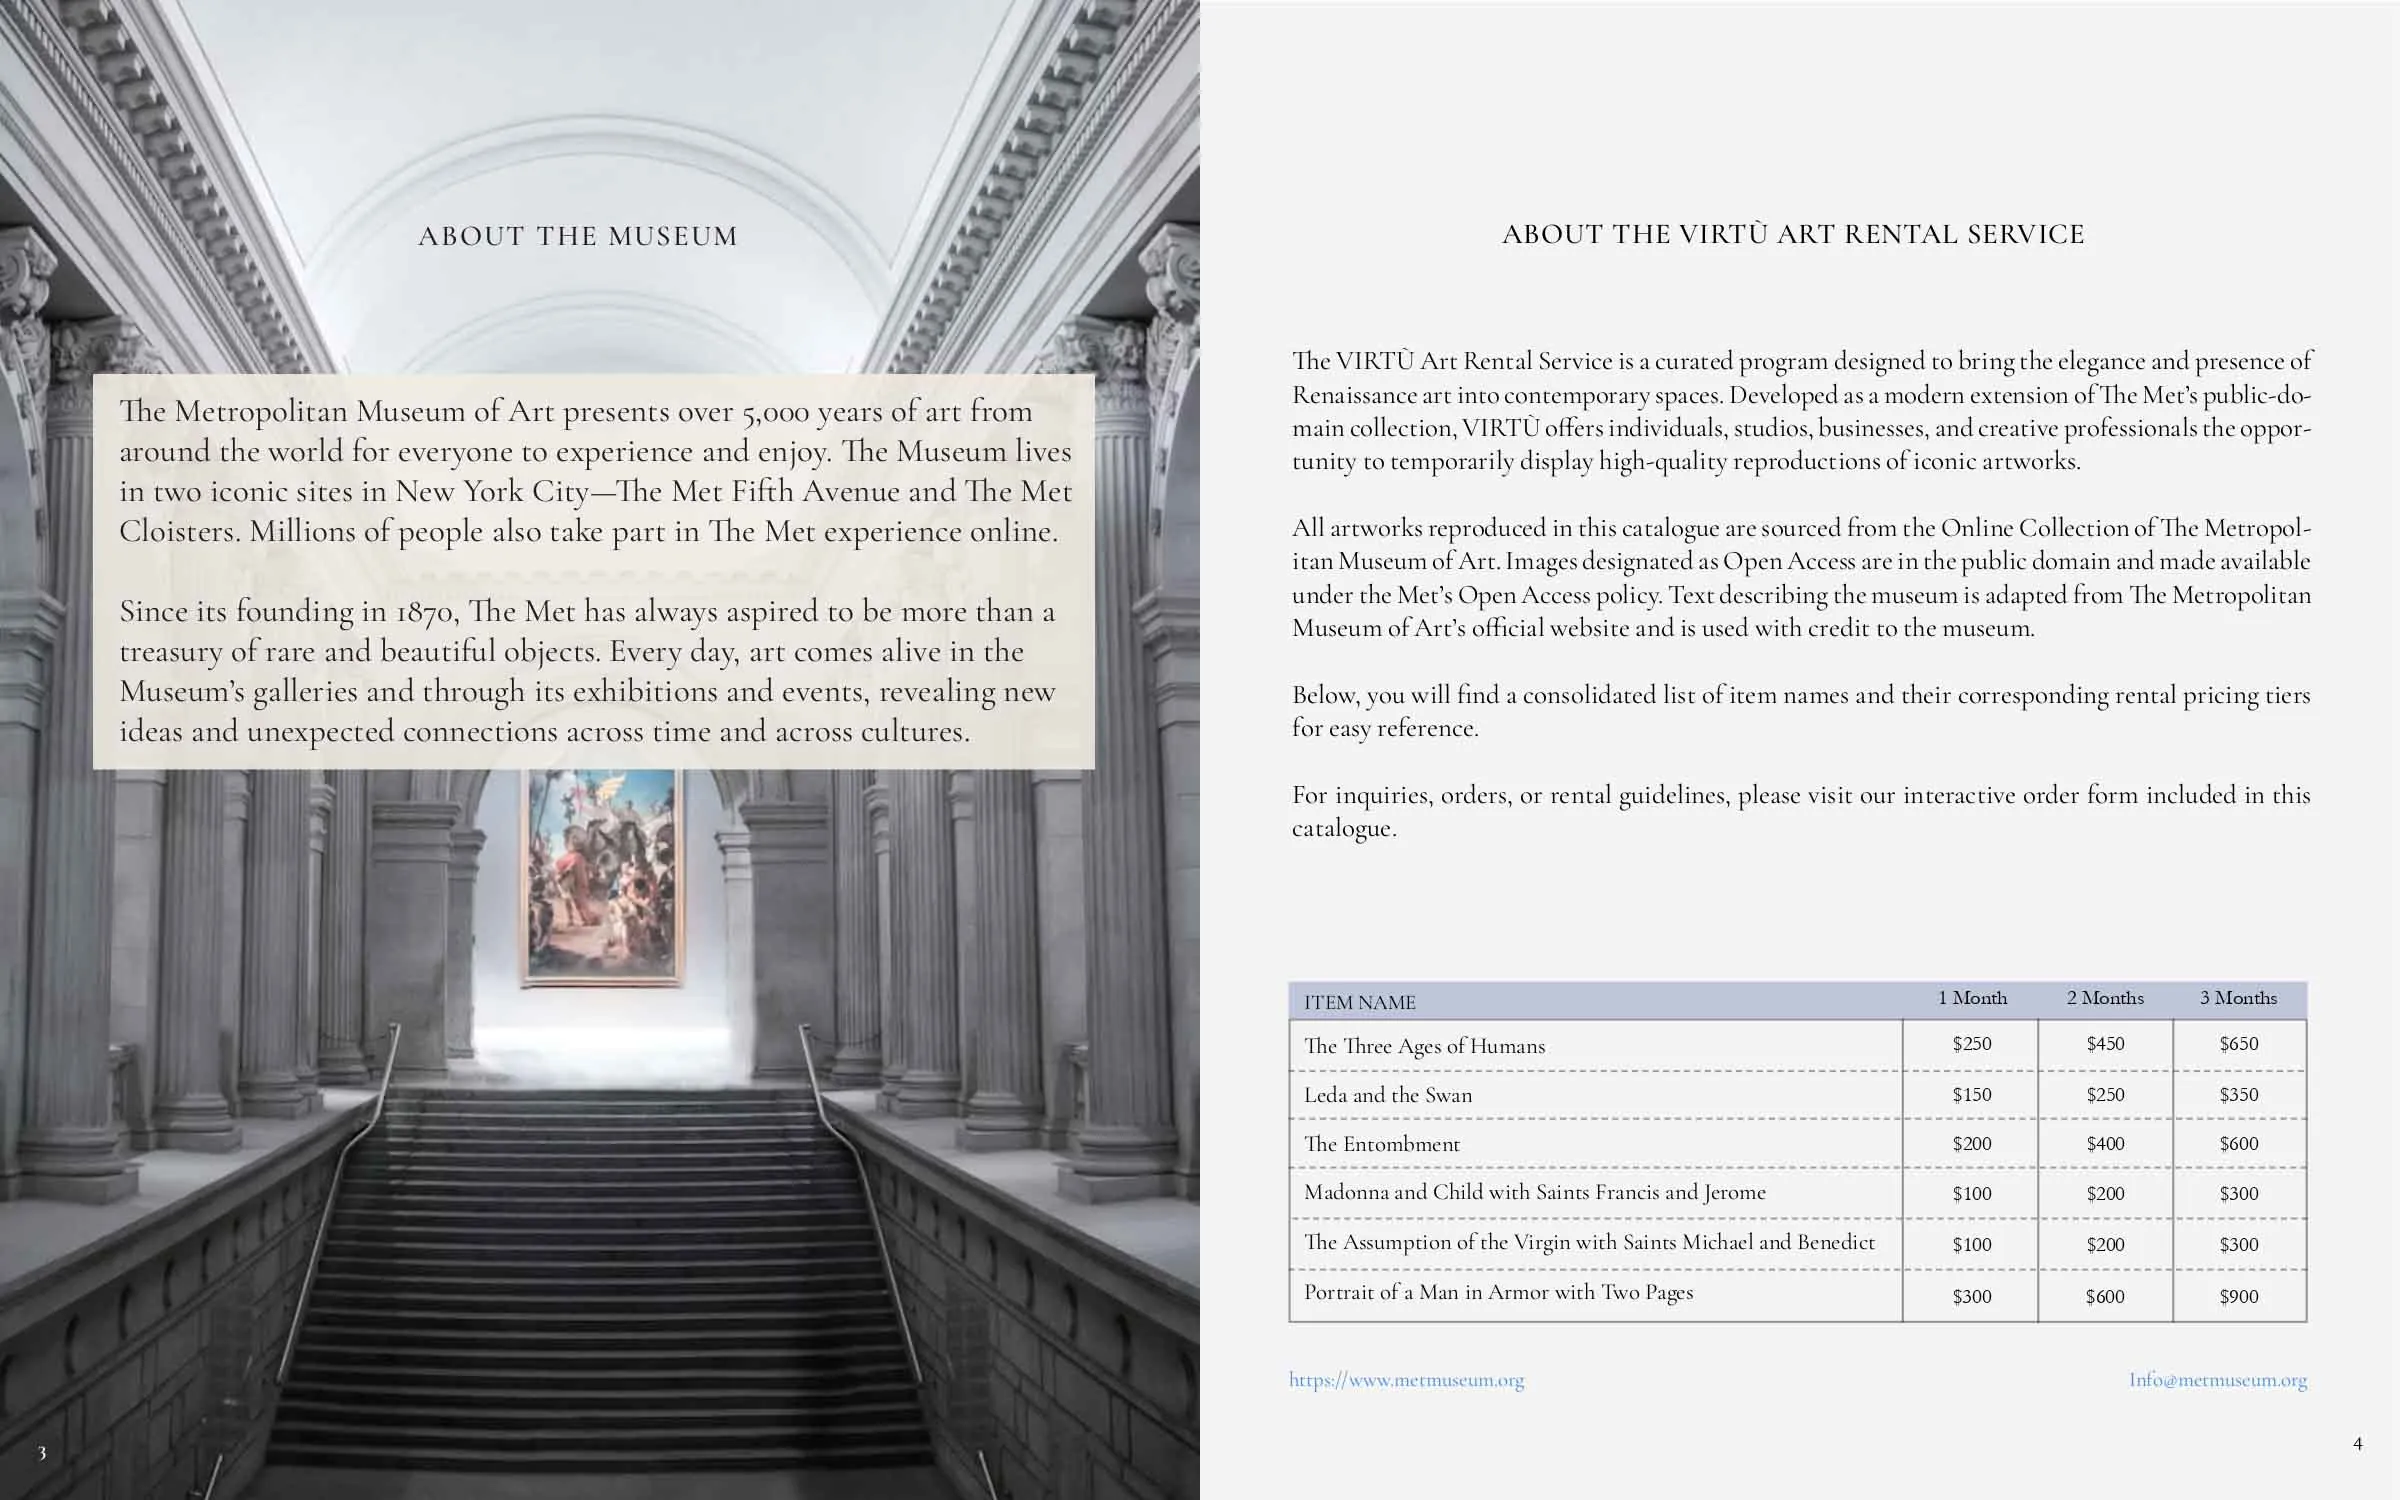 ABOUT THE MUSEUM
The Metropolitan Museum of Art presents over 5,000 years of art from
around the world for everyone to experience and enjoy. The Museum lives
in two iconic sites in New York City—The Met Fifth Avenue and The Met
Cloisters. Millions of people also take part in The Met experience online.
Since its founding in 1870, The Met has always aspired to be more than a
treasury of rare and beautiful objects. Every day, art comes alive in the
Museum’s galleries and through its exhibitions and events, revealing new
ideas and unexpected connections across time and across cultures.
3
ABOUT THE VIRTÙ ART RENTAL SERVICE
The VIRTÙ Art Rental Service is a curated program designed to bring the elegance and presence of
Renaissance art into contemporary spaces. Developed as a modern extension of The Met’s public-do-
main collection, VIRTÙ offers individuals, studios, businesses, and creative professionals the oppor-
tunity to temporarily display high-quality reproductions of iconic artworks.
All artworks reproduced in this catalogue are sourced from the Online Collection of The Metropol-
itan Museum of Art. Images designated as Open Access are in the public domain and made available
under the Met’s Open Access policy. Text describing the museum is adapted from The Metropolitan
Museum of Art’s official website and is used with credit to the museum.
Below, you will find a consolidated list of item names and their corresponding rental pricing tiers
for easy reference.
For inquiries, orders, or rental guidelines, please visit our interactive order form included in this
catalogue.
ITEM NAME 1 Month 2 Months 3 Months
The Three Ages of Humans $250 $450 $650
Leda and the Swan $150 $250 $350
The Entombment $200 $400 $600
Madonna and Child with Saints Francis and Jerome $100 $200 $300
The Assumption of the Virgin with Saints Michael and Benedict $100 $200 $300
Portrait of a Man in Armor with Two Pages $300 $600 $900
https://www.metmuseum.org Info@metmuseum.org
4